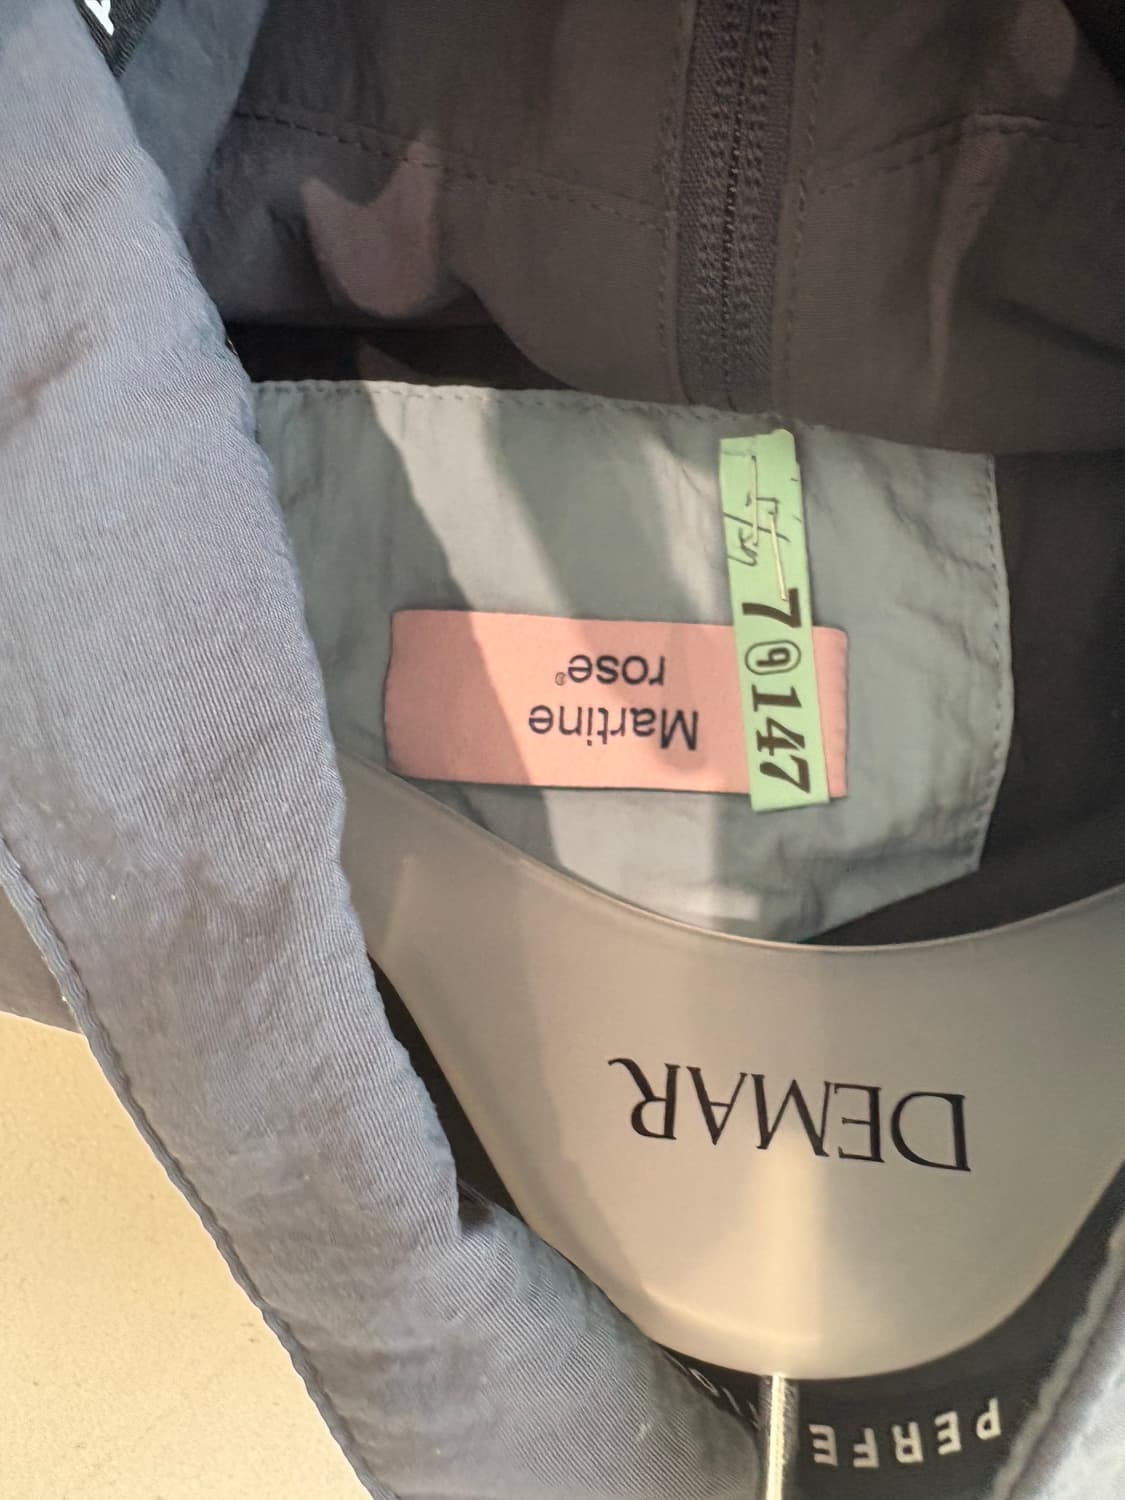 Martine
rose®
7 9 147
DEMAR
PERFE